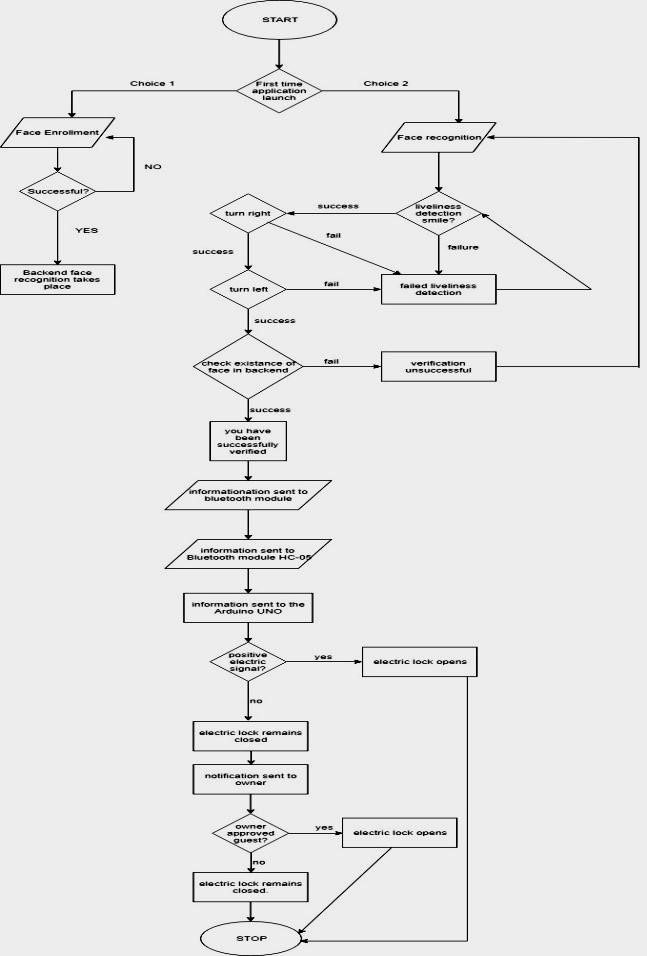 START
First time
application
launch
Choice 1
Choice 2
Face Enrollment
Face recognition
NO
Successful?
YES
Backend face
recognition takes
place
liveliness
detection
smile?
success
turn right
fail
failure
success
turn left
fail
failed liveliness
detection
success
check existance of
face in backend
fail
verification
unsuccessful
success
you have
been
successfully
verified
informationation sent to
bluetooth module
information sent to
Bluetooth module HC-05
information sent to the
Arduino UNO
positive
electric
signal?
yes
electric lock opens
no
electric lock remains
closed
notification sent to
owner
owner
approved
guest?
yes
electric lock opens
no
electric lock remains
closed.
STOP